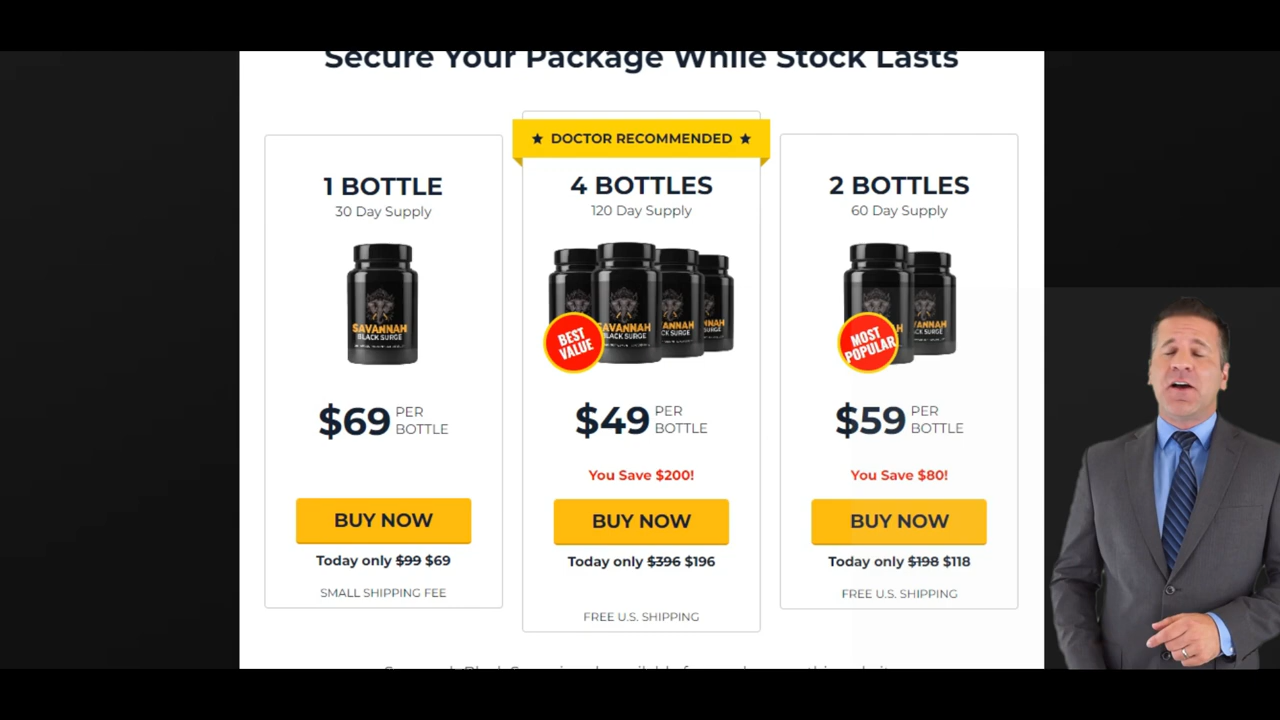 Secure Your Package While Stock Lasts
1 BOTTLE
30 Day Supply
SAVANNAH
BLACK SURGE
$69 PER
BOTTLE
BUY NOW
Today only $99 $69
SMALL SHIPPING FEE
★ DOCTOR RECOMMENDED ★
4 BOTTLES
120 Day Supply
BEST
VALUE
SAVANNAH
BLACK SURGE
$49 PER
BOTTLE
You Save $200!
BUY NOW
Today only $396 $196
FREE U.S. SHIPPING
2 BOTTLES
60 Day Supply
MOST
POPULAR
$59 PER
BOTTLE
You Save $80!
BUY NOW
Today only $198 $118
FREE U.S. SHIPPING